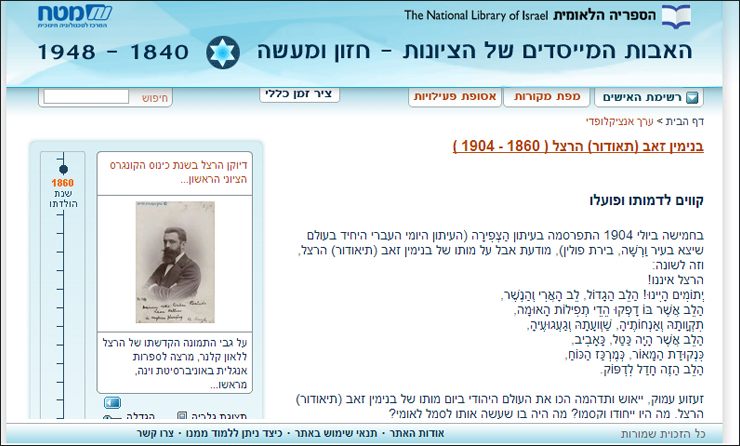 מטח
המרכז לטכנולוגיה חינוכית
הספריה הלאומית The National Library of Israel
האבות המייסדים של הציונות - חזון ומעשה 1840 - 1948
רשימת האישים
מפת מקורות
אסופת פעילויות
ציר זמן כללי
חיפוש
דף הבית > ערך אנציקלופדי
בנימין זאב (תאודור) הרצל ( 1860 - 1904 )
קווים לדמותו ופועלו
בחמישה ביולי 1904 התפרסמה בעיתון הַצְּפִירָה (העיתון היומי העברי היחיד בעולם
שיצא בעיר וַרְשָׁה, בירת פולין), מודעת אבל על מותו של בנימין זאב (תיאודור) הרצל,
וזה לשונה:
הרצל איננו!
יְתוֹמִים הָיִינוּ! הַלֵּב הַגָּדוֹל, לֵב הָאֲרִי וְהַנֶּשֶׁר,
הַלֵּב אֲשֶׁר בּוֹ דָפְקוּ הֵדֵי תְפִילוֹת הָאוּמָּה,
תִּקְוָתָהּ וְאַנְחוֹתֶיהָ, שַׁוְעָתָהּ וְגַעְגּוּעֶיהָ,
הַלֵּב אֲשֶׁר הָיָה כַּטַּל, כָּאָבִיב,
כִּנְקוּדַת הַמָּאוֹר, כְּמֶרְכַּז הַכּוֹחַ,
הַלֵּב הַזֶּה חָדַל לִדְפּוֹק.
זעזוע עמוק, ייאוש ותדהמה הכו את העולם היהודי ביום מותו של בנימין זאב (תיאודור)
הרצל. מה היו ייחודו וקסמו? מה היה בו שעשה אותו לסמל לאומי?
דיוקן הרצל בשנת כינוס הקונגרס
הציוני הראשון...
על גבי התמונה הקדשתו של הרצל
ללאון קלנר, מרצה לספרות
אנגלית באוניברסיטת וינה,
מראשו...
הגדלה
תצוגת גלריה
1860
שנת
הולדתו
כל הזכויות שמורות
אודות האתר · תנאי שימוש באתר · כיצד ניתן ללמוד ממנו · צרו קשר